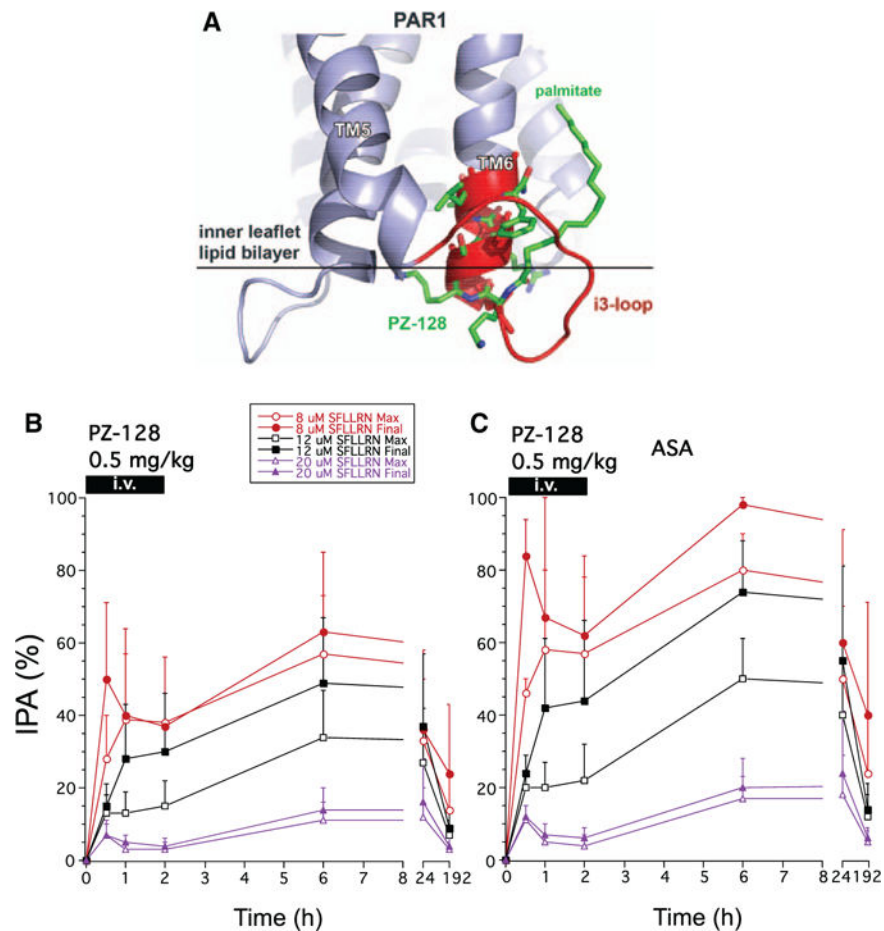 A
PAR1
palmitate
TM5
TM6
inner leaflet
lipid bilayer
PZ-128
i3-loop
B
PZ-128
0.5 mg/kg
i.v.
8 uM SFLLRN Max
8 uM SFLLRN Final
12 uM SFLLRN Max
12 uM SFLLRN Final
20 uM SFLLRN Max
20 uM SFLLRN Final
C
PZ-128
0.5 mg/kg
ASA
i.v.
IPA (%)
100
80
60
40
20
0
0 1 2 3 4 5 6 7 8 24 192
Time (h)
100
80
60
40
20
0
0 1 2 3 4 5 6 7 8 24 192
Time (h)